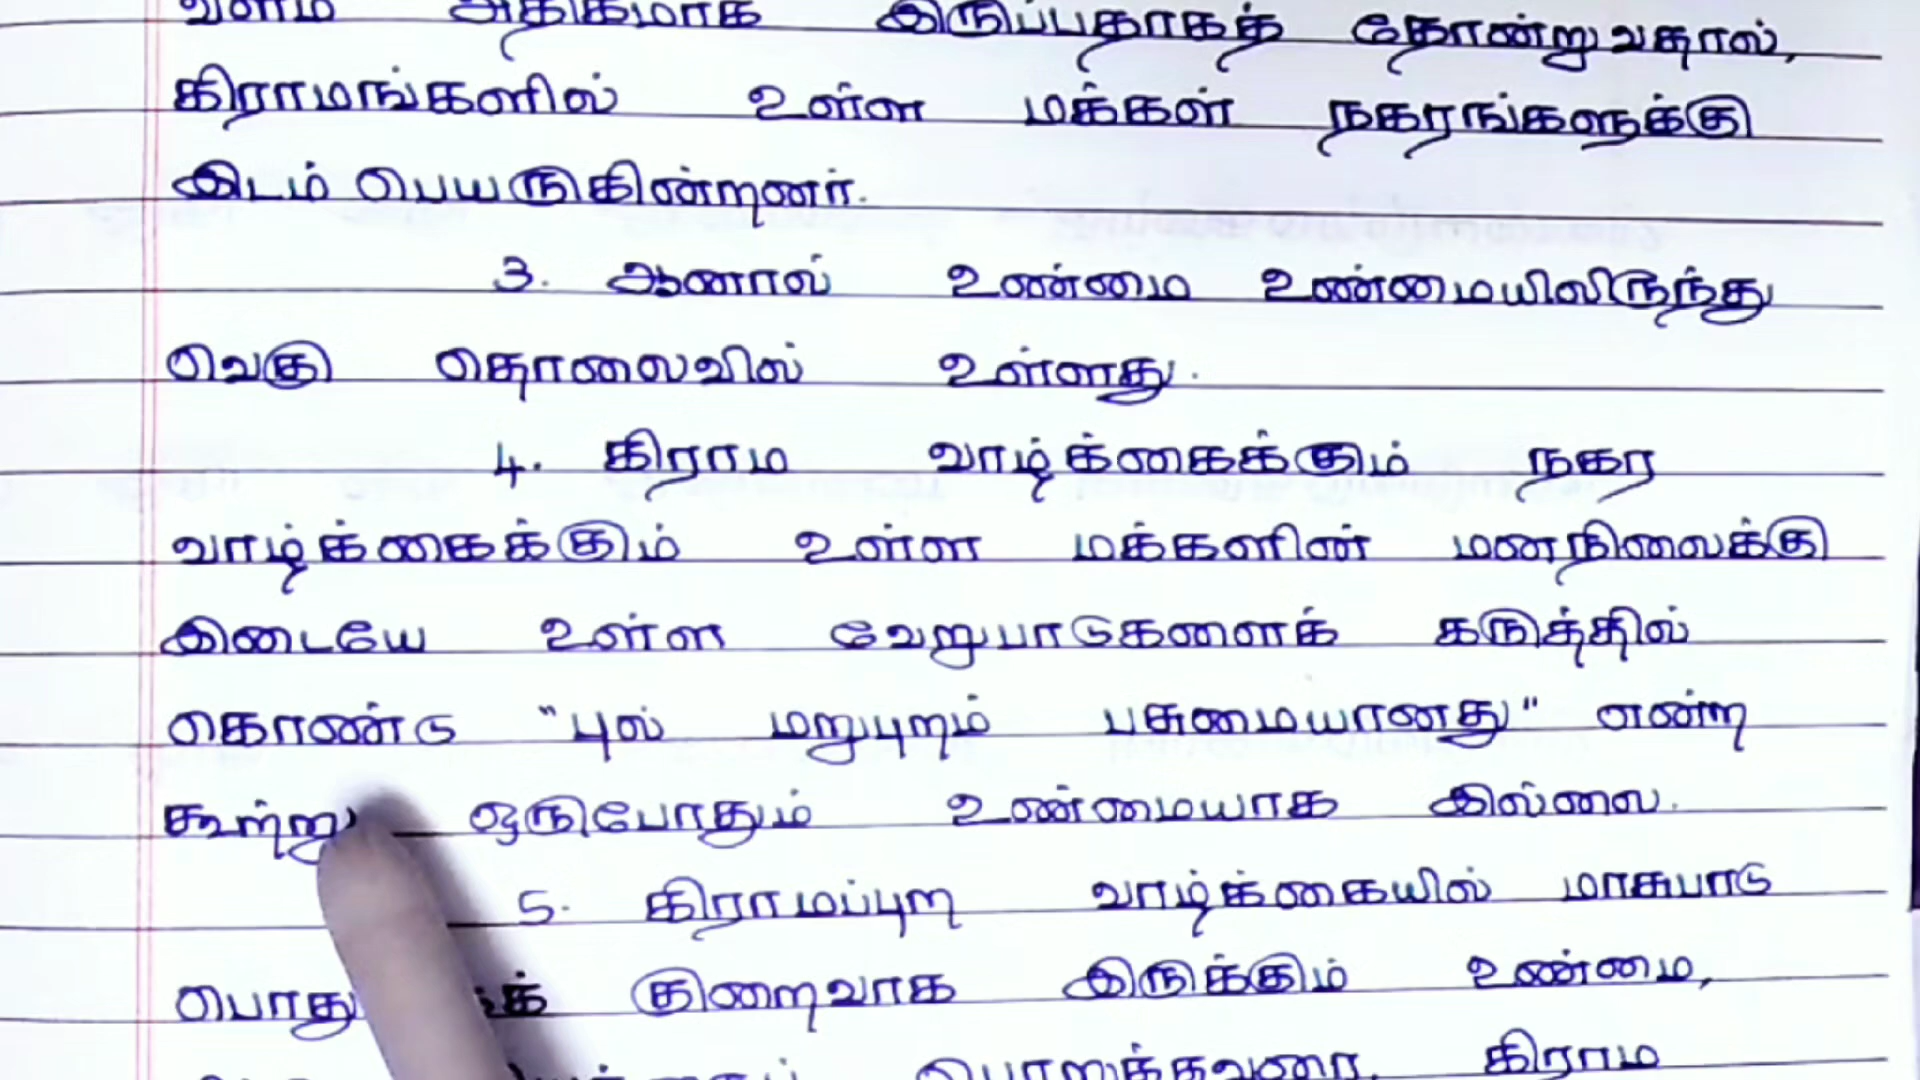 வளம் அதிகமாக இருப்பதாகத் தோன்றுவதால்,
கிராமங்களில் உள்ள மக்கள் நகரங்களுக்கு
இடம் பெயருகின்றனர்.
3. ஆனால் உண்மை உண்மையிலிருந்து
வெகு தொலைவில் உள்ளது.
4. கிராம வாழ்க்கைக்கும் நகர
வாழ்க்கைக்கும் உள்ள மக்களின் மனநிலைக்கு
இடையே உள்ள வேறுபாடுகளைக் கருத்தில்
கொண்டு "புல் மறுபுறம் பசுமையானது" என்ற
கூற்று ஒருபோதும் உண்மையாக இல்லை.
5. கிராமப்புற வாழ்க்கையில் மாசுபாடு
குறைவாக இருக்கும் உண்மை,
பொறுத்தவரை, கிராம